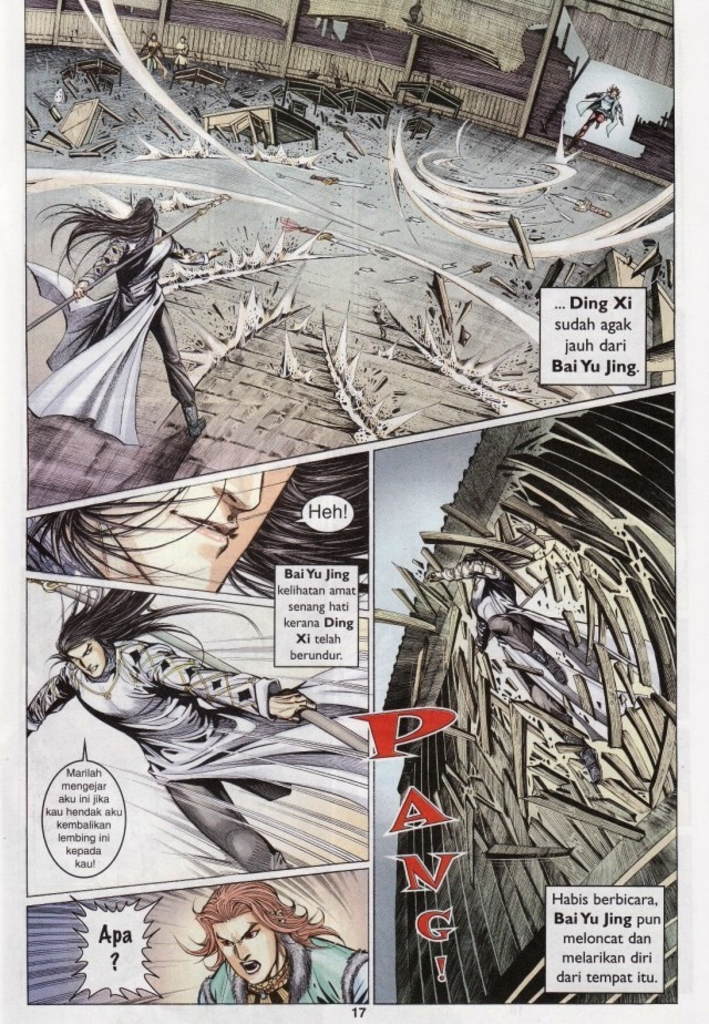 ... Ding Xi
sudah agak
jauh dari
Bai Yu Jing.
Heh!
Bai Yu Jing
kelihatan amat
senang hati
kerana Ding
Xi telah
berundur.
Marilah
mengejar
aku ini jika
kau hendak aku
kembalikan
lembing ini
kepada
kau!
PANG!
Habis berbicara,
Bai Yu Jing pun
meloncat dan
melarikan diri
dari tempat itu.
Apa
?
17